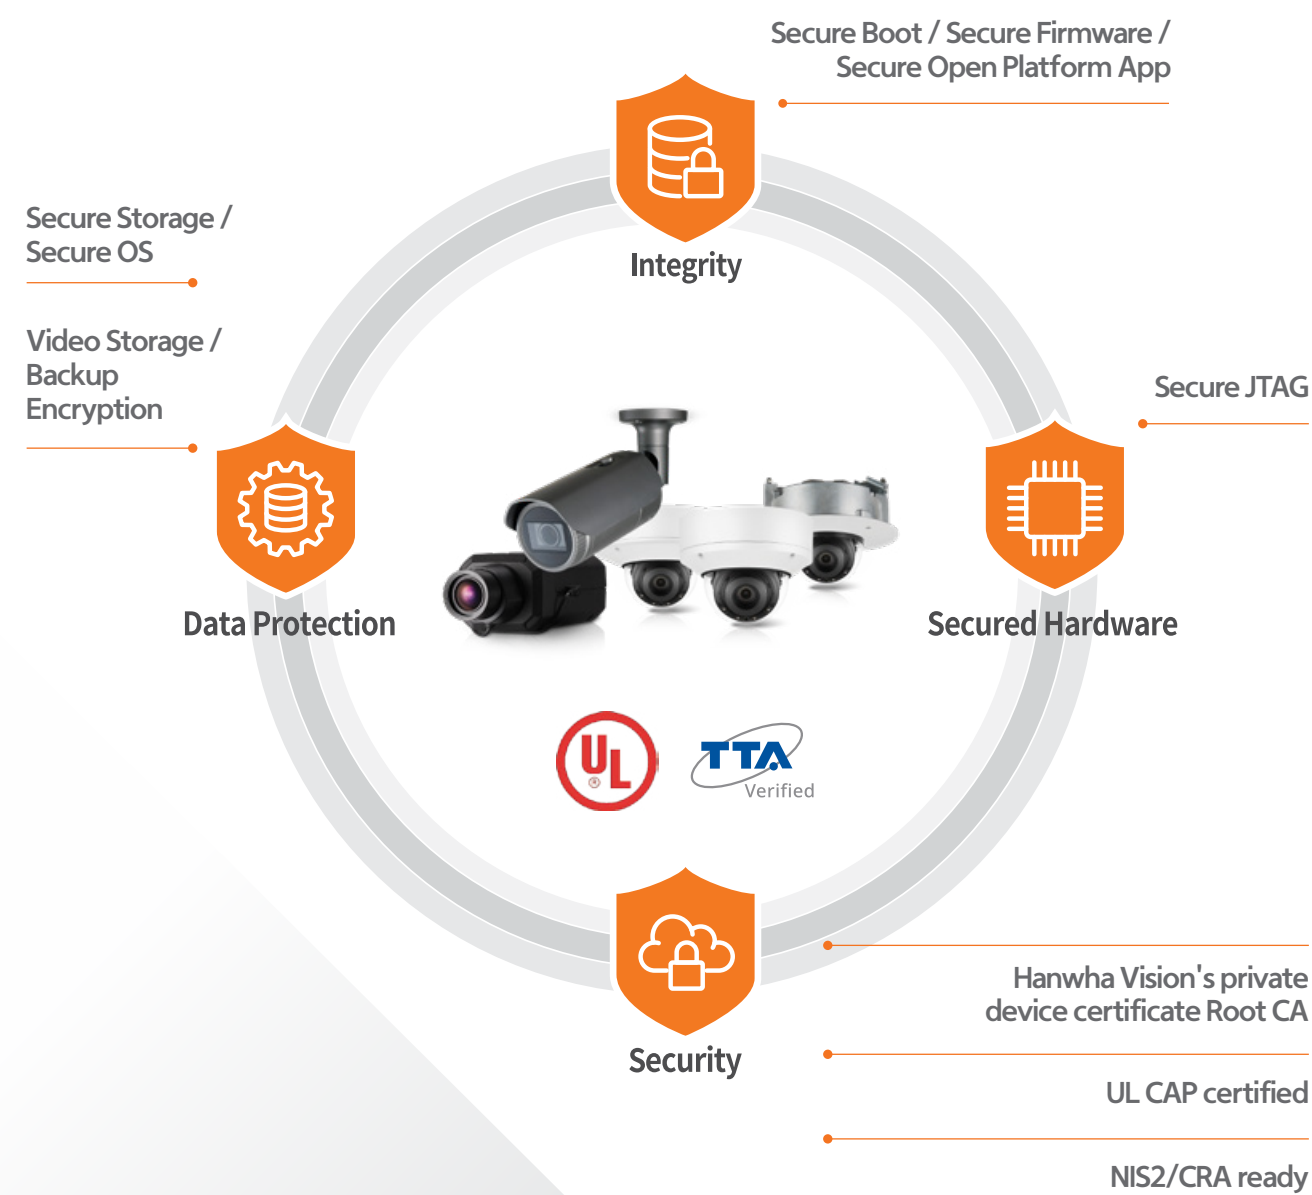 Secure Boot / Secure Firmware /
Secure Open Platform App
Integrity
Secure Storage /
Secure OS
Video Storage /
Backup
Encryption
Data Protection
Secure JTAG
Secured Hardware
UL
TTA
Verified
Security
Hanwha Vision's private
device certificate Root CA
UL CAP certified
NIS2/CRA ready